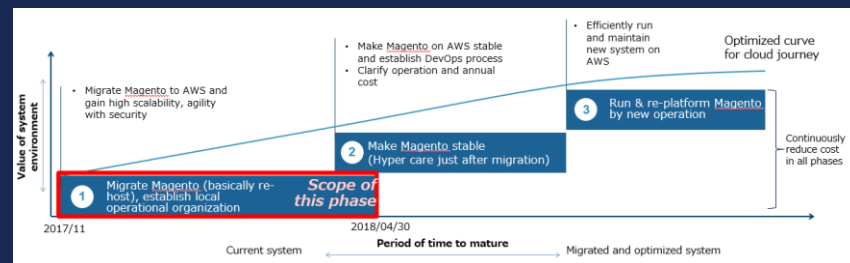 • Efficiently run
and maintain
new system on
AWS
Optimized curve
for cloud journey
• Make Magento on AWS stable
and establish DevOps process
• Clarify operation and annual
cost
• Migrate Magento to AWS and
gain high scalability, agility
with security
Value of system
environment
3 Run & re-platform Magento
by new operation
2 Make Magento stable
(Hyper care just after migration)
Continuously
reduce cost
in all phases
1 Migrate Magento (basically re-
host), establish local
operational organization
Scope of
this phase
2017/11
2018/04/30
Current system
Period of time to mature
Migrated and optimized system